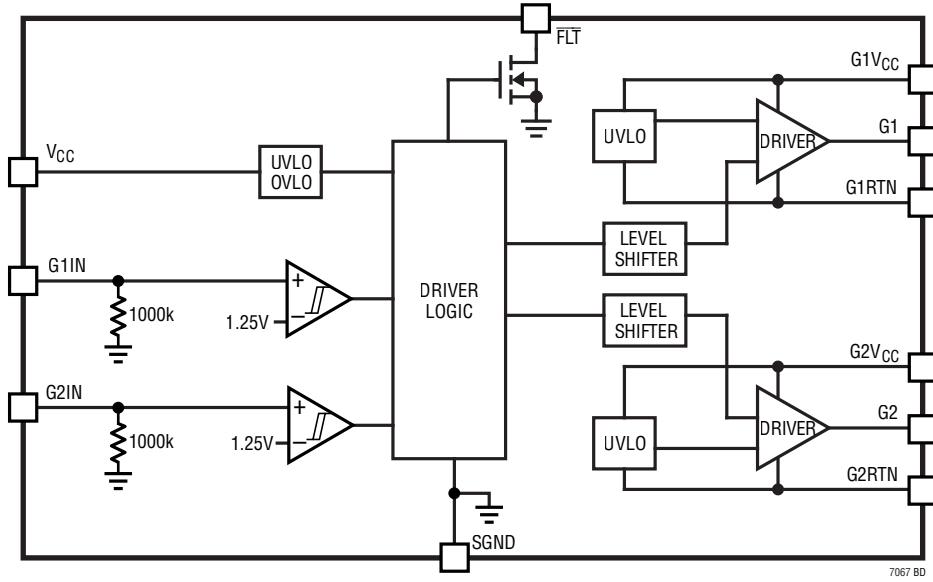 FLT
G1VCC
G1
G1RTN
UVLO
DRIVER
VCC
UVLO
OVLO
G1IN
1000k
+
–
1.25V
DRIVER
LOGIC
LEVEL
SHIFTER
LEVEL
SHIFTER
G2IN
1000k
+
–
1.25V
G2VCC
G2
G2RTN
UVLO
DRIVER
SGND
7067 BD